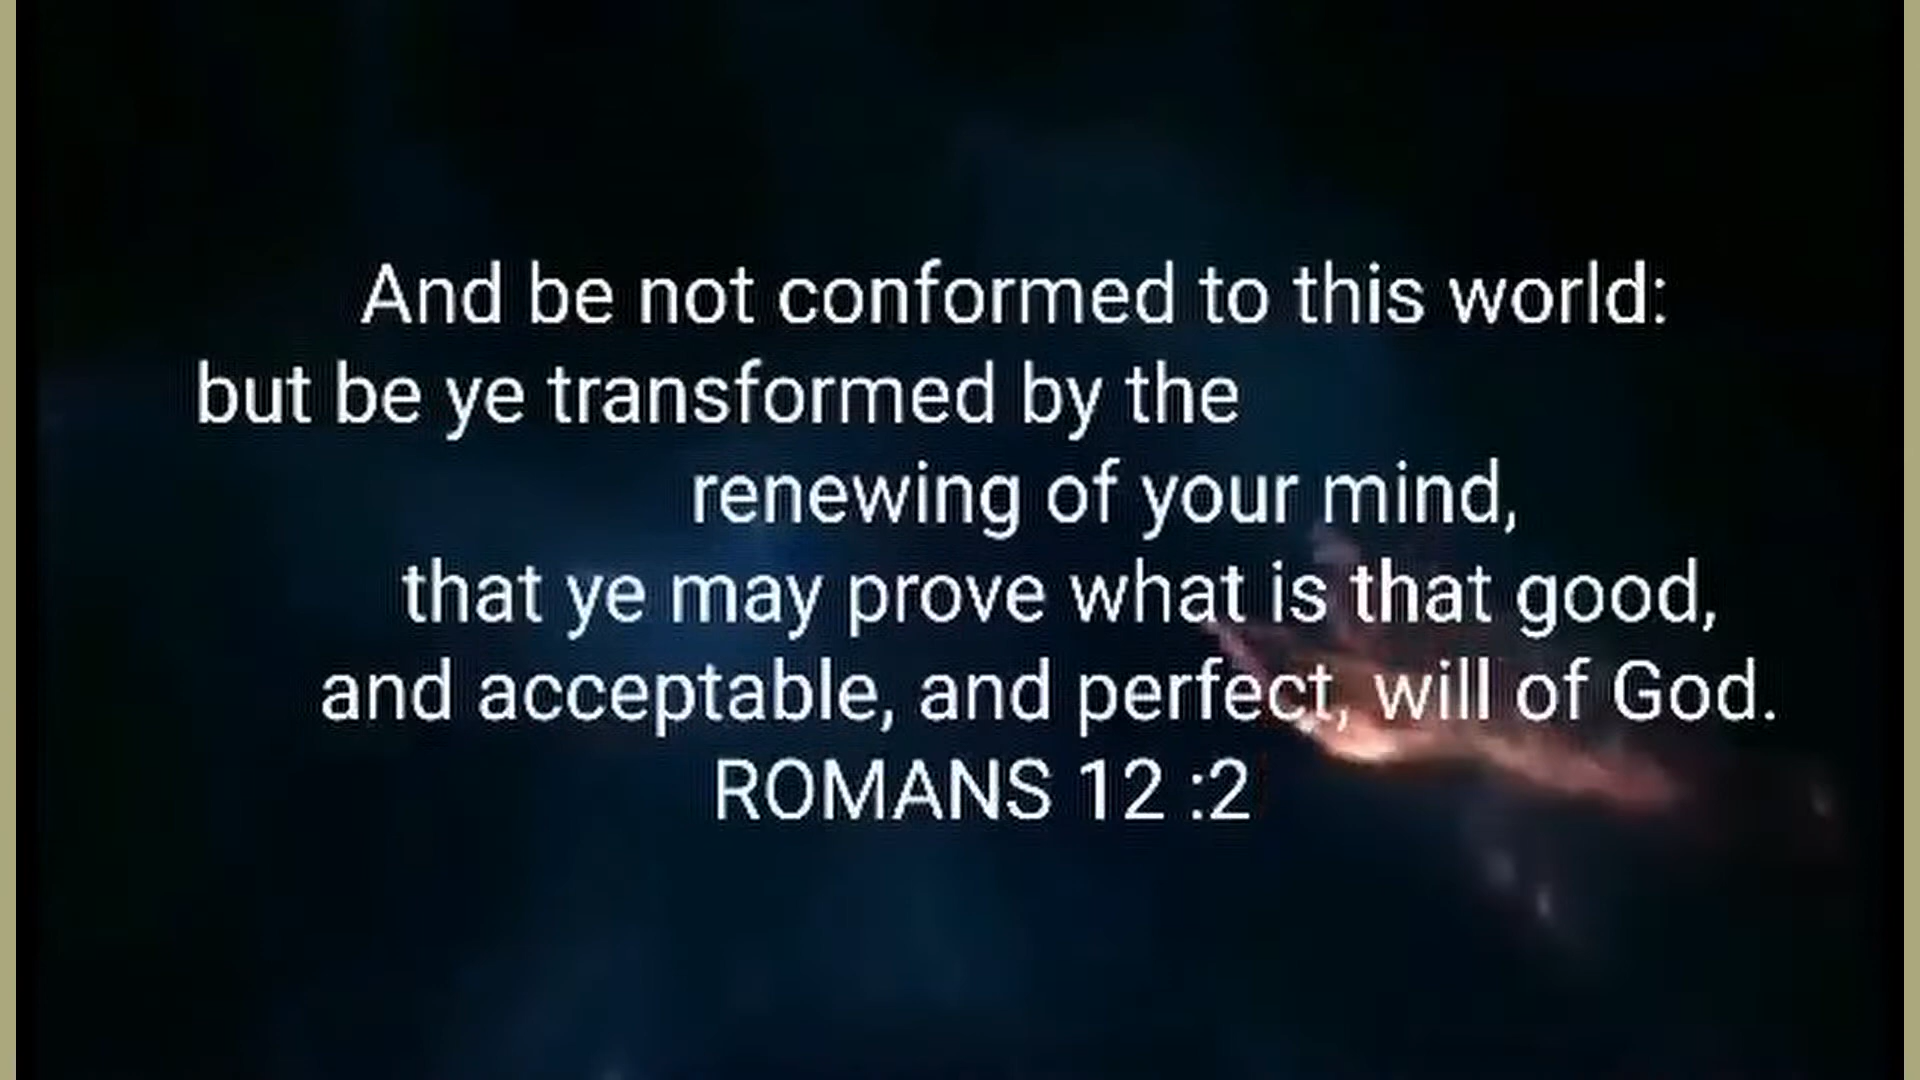 And be not conformed to this world:
but be ye transformed by the
renewing of your mind,
that ye may prove what is that good,
and acceptable, and perfect, will of God.
ROMANS 12 :2